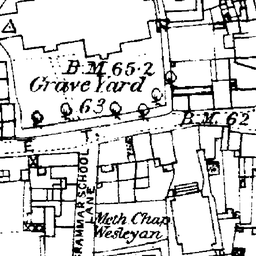 B.M. 65·2
Grave Yard
63
B.M. 62
GRAMMAR SCHOOL
LANE
Meth. Chap.
Wesleyan